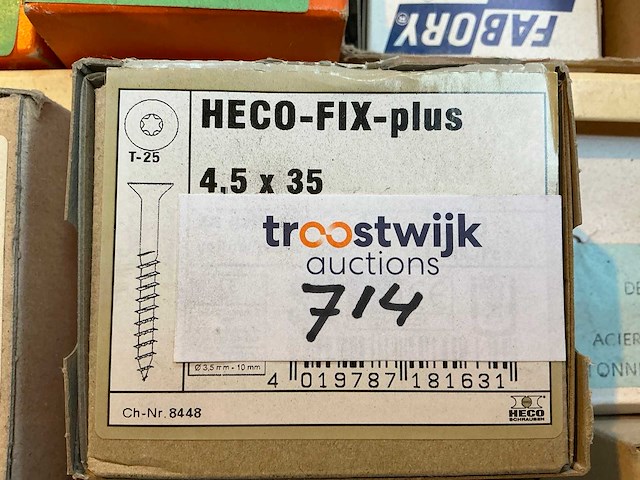 FABORY
HECO-FIX-plus
T-25
4,5 x 35
troostwijk
auctions
714
Ø 3,5 mm - 10 mm
4 019787 181631
Ch-Nr. 8448
HECO
SCHRAUBEN
DE
ACIER